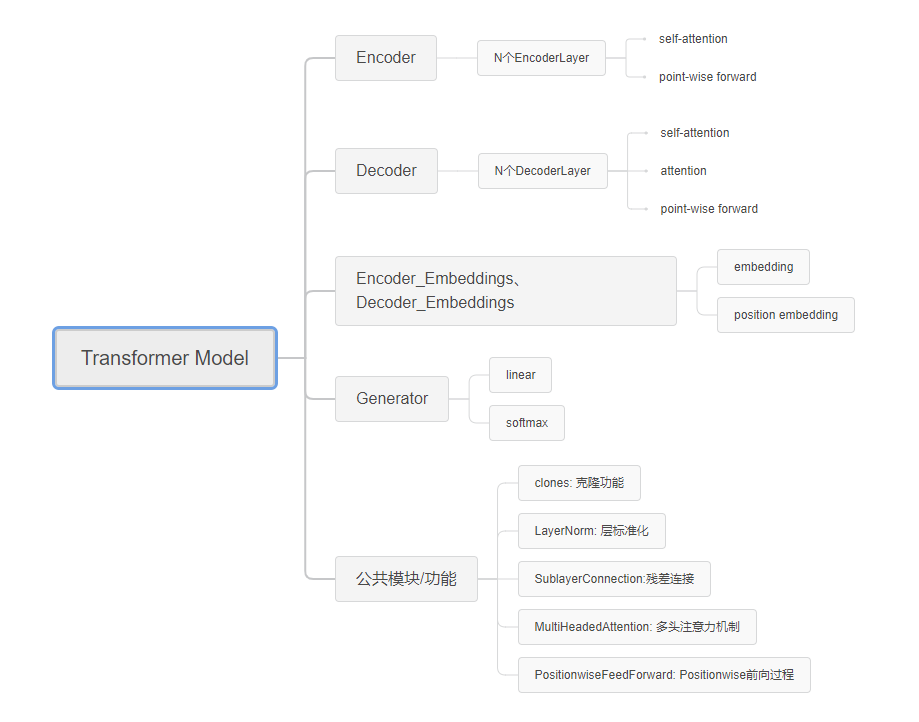 Transformer Model
Encoder
N个EncoderLayer
self-attention
point-wise forward
Decoder
N个DecoderLayer
self-attention
attention
point-wise forward
Encoder_Embeddings、
Decoder_Embeddings
embedding
position embedding
Generator
linear
softmax
公共模块/功能
clones: 克隆功能
LayerNorm: 层标准化
SublayerConnection:残差连接
MultiHeadedAttention: 多头注意力机制
PositionwiseFeedForward: Positionwise前向过程